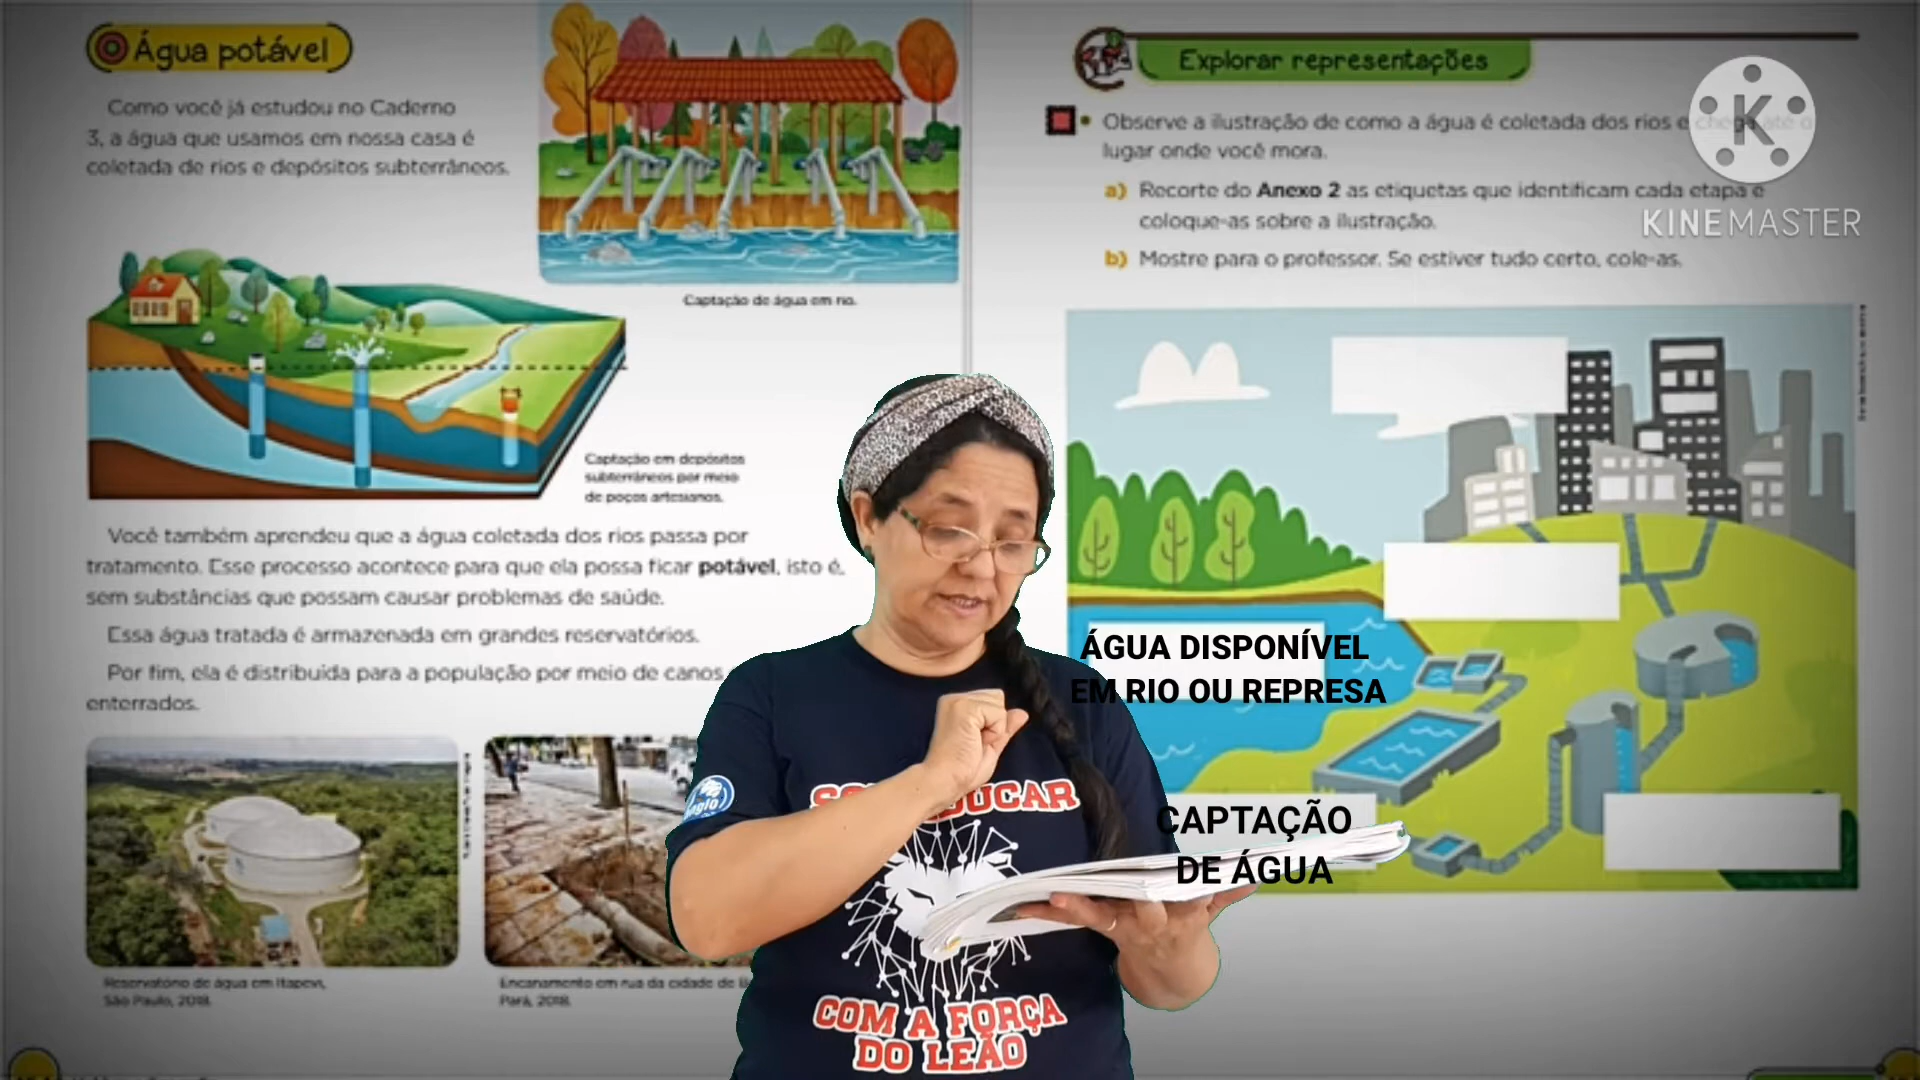 Água potável
Como você já estudou no Caderno
3, a água que usamos em nossa casa é
coletada de rios e depósitos subterrâneos.
Captação de água em rio.
Captação em depósitos
subterrâneos por meio
de poços artesianos.
Você também aprendeu que a água coletada dos rios passa por
tratamento. Esse processo acontece para que ela possa ficar potável, isto é,
sem substâncias que possam causar problemas de saúde.
Essa água tratada é armazenada em grandes reservatórios.
Por fim, ela é distribuída para a população por meio de canos
enterrados.
Reservatório de água em Itapevi,
São Paulo, 2018.
Encanamento em rua da cidade de
Pará, 2018.
Explorar representações
Observe a ilustração de como a água é coletada dos rios e chega até o
lugar onde você mora.
a) Recorte do Anexo 2 as etiquetas que identificam cada etapa e
coloque-as sobre a ilustração.
b) Mostre para o professor. Se estiver tudo certo, cole-as.
K
KINEMASTER
ÁGUA DISPONÍVEL
EM RIO OU REPRESA
CAPTAÇÃO
DE ÁGUA
COM A FORÇA
DO LEÃO